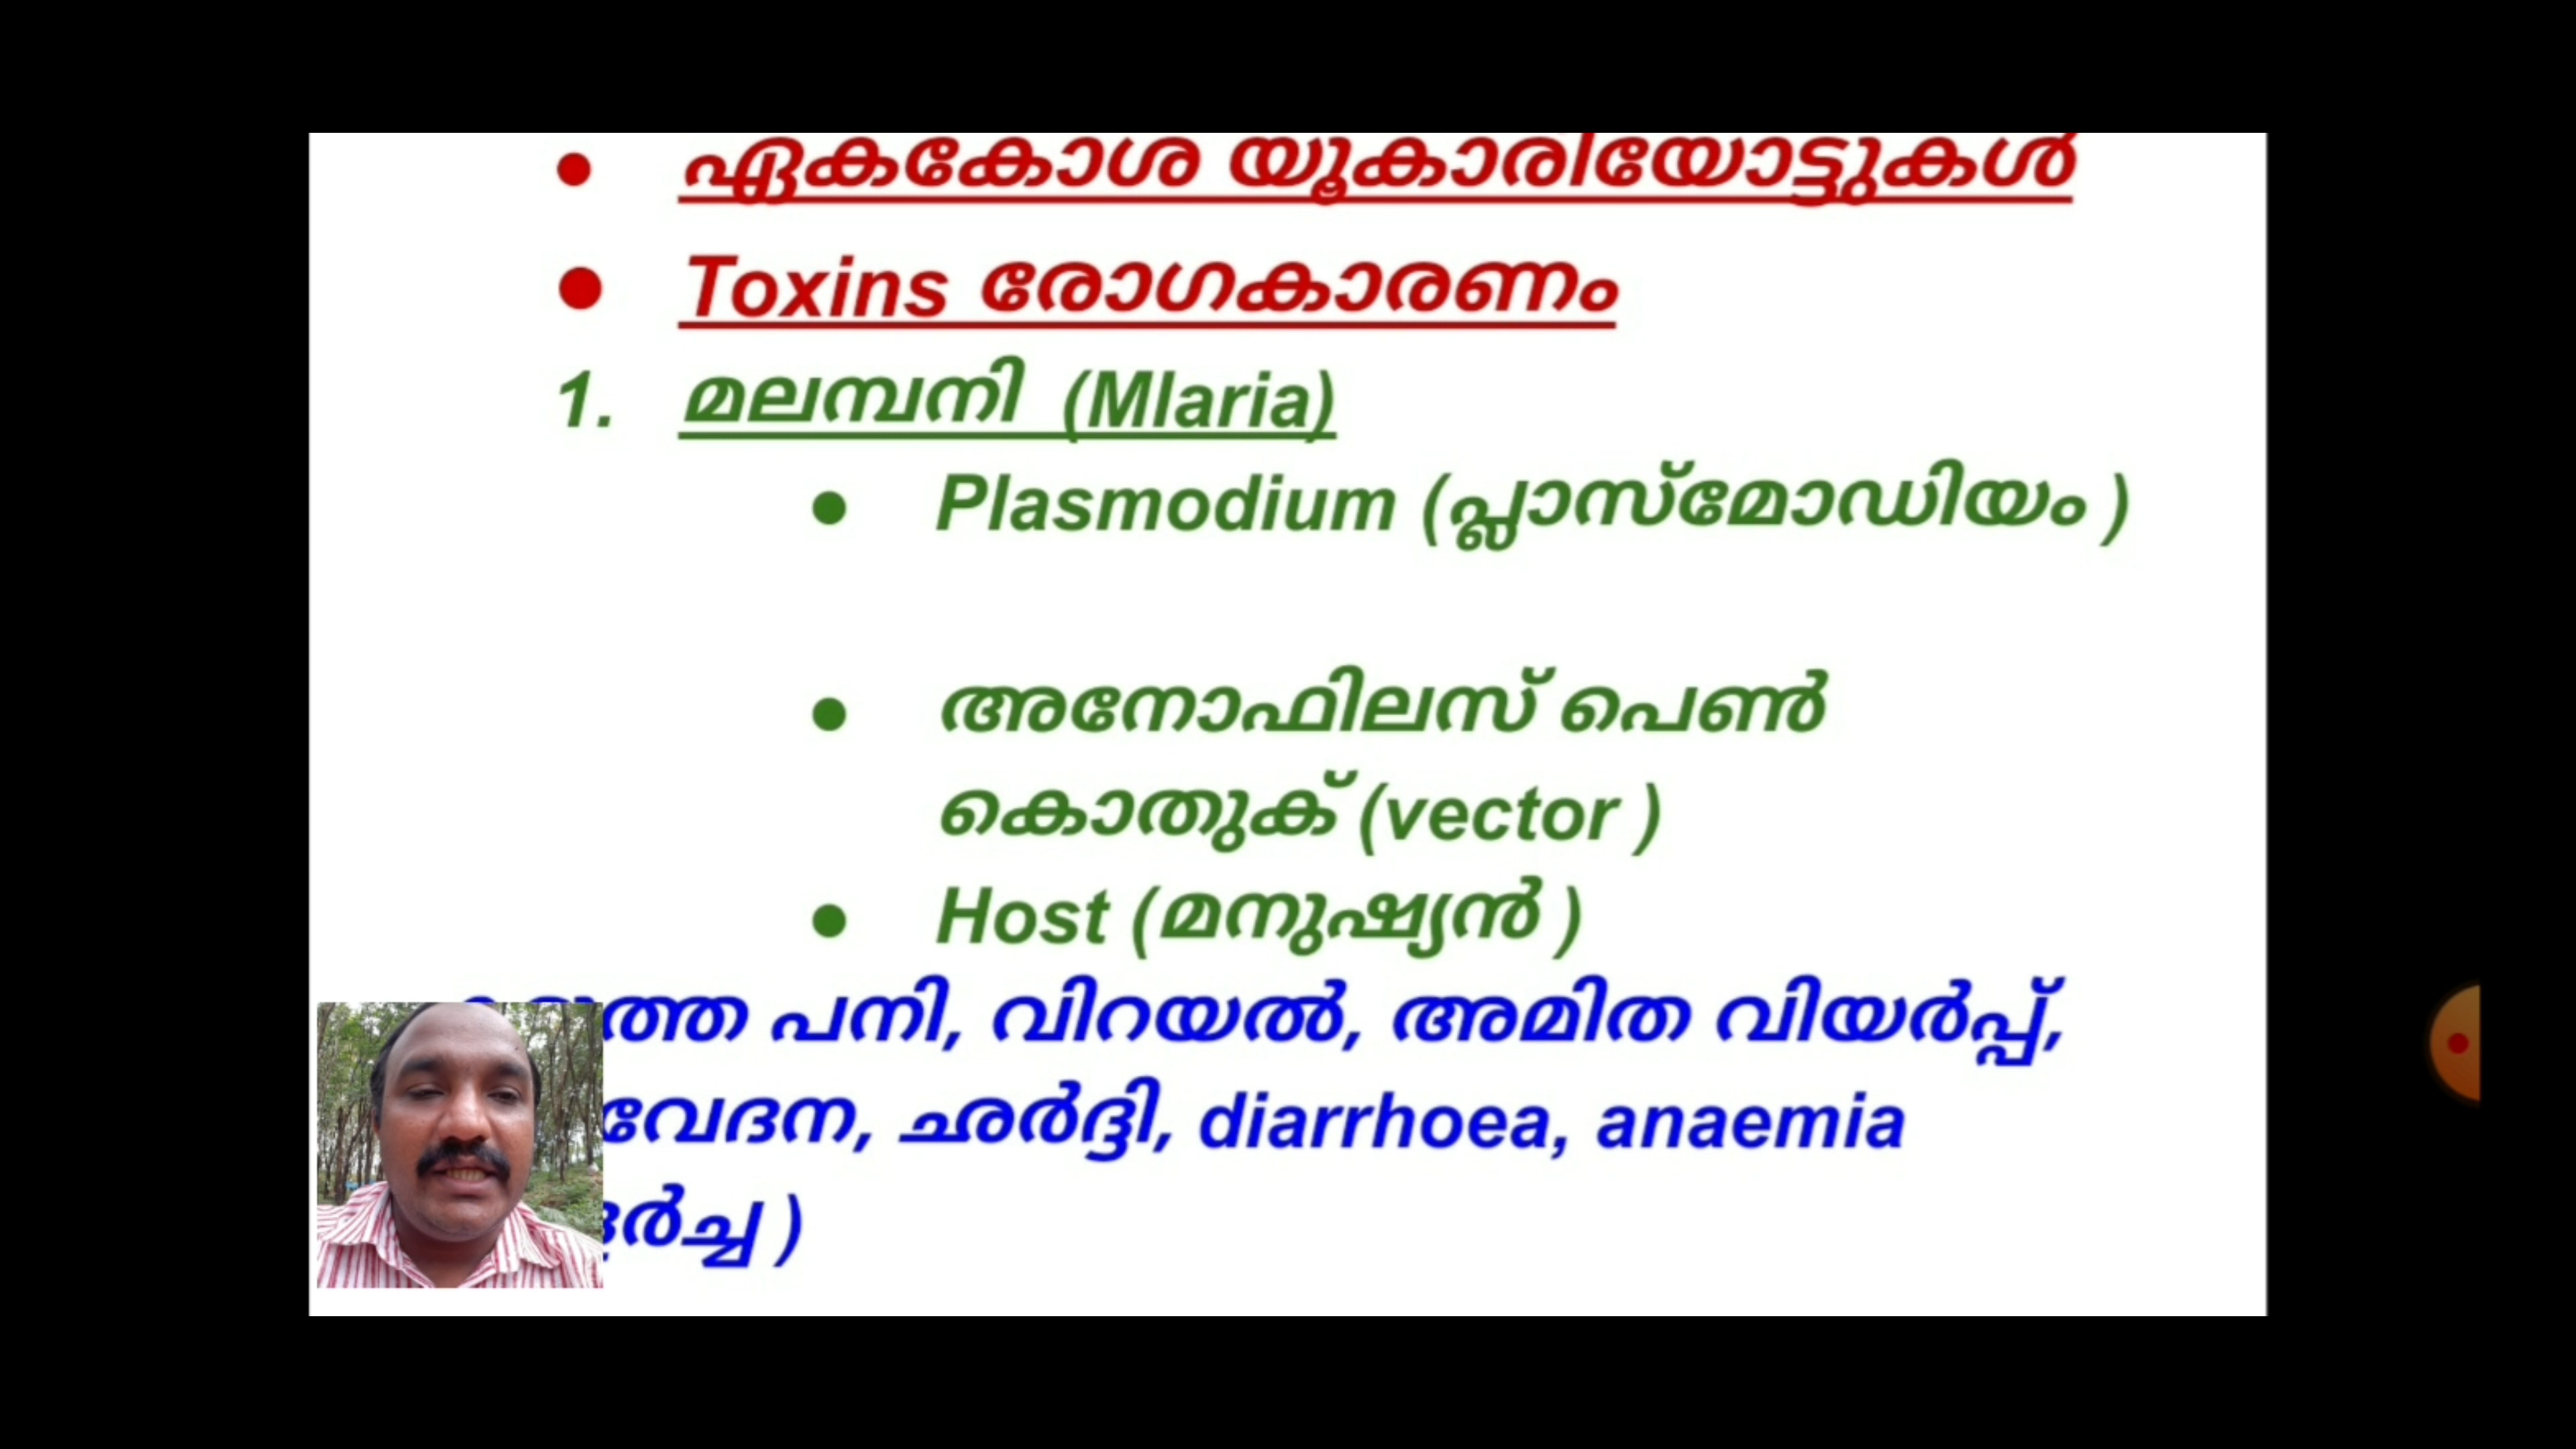 • ഏകകോശ യൂകാരിയോട്ടുകൾ
• Toxins രോഗകാരണം
1. മലമ്പനി (Mlaria)
• Plasmodium (പ്ലാസ്മോഡിയം )
• അനോഫിലസ് പെൺ
കൊതുക് (vector )
• Host (മനുഷ്യൻ )
പനി, വിറയൽ, അമിത വിയർപ്പ്,
വേദന, ഛർദ്ദി, diarrhoea, anaemia
)